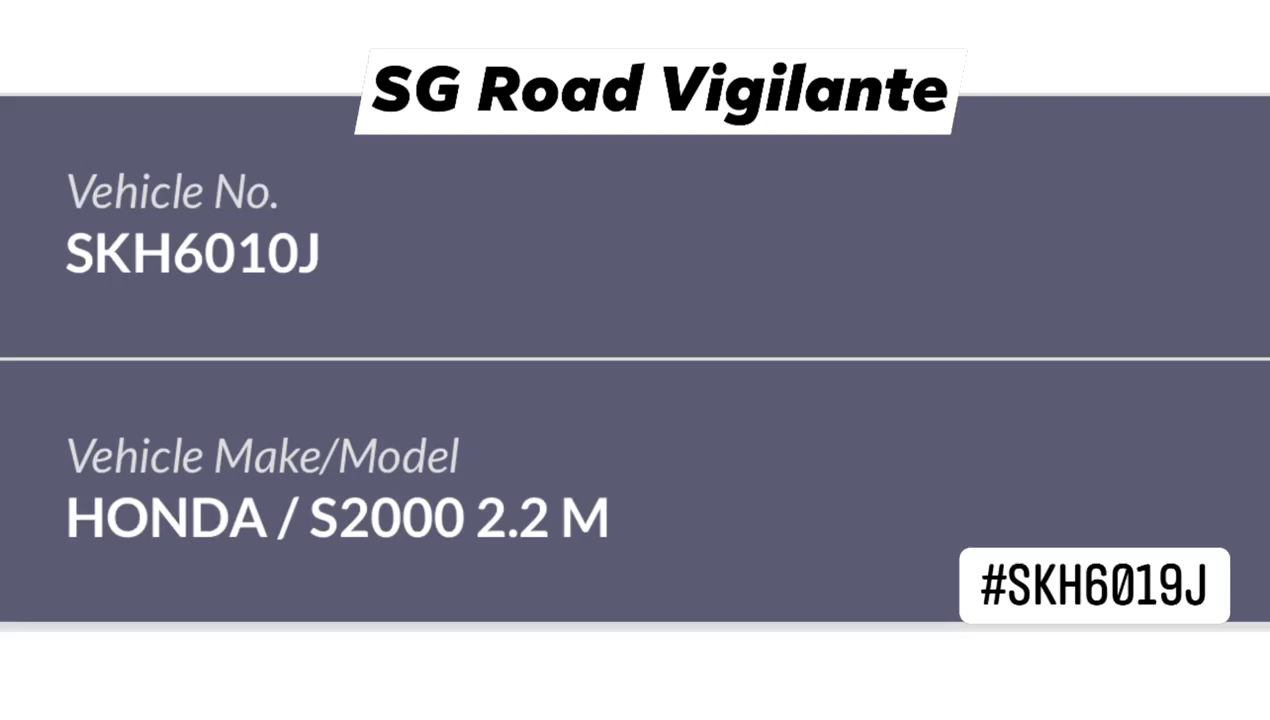 SG Road Vigilante
Vehicle No.
SKH6010J
Vehicle Make/Model
HONDA / S2000 2.2 M
#SKH6019J